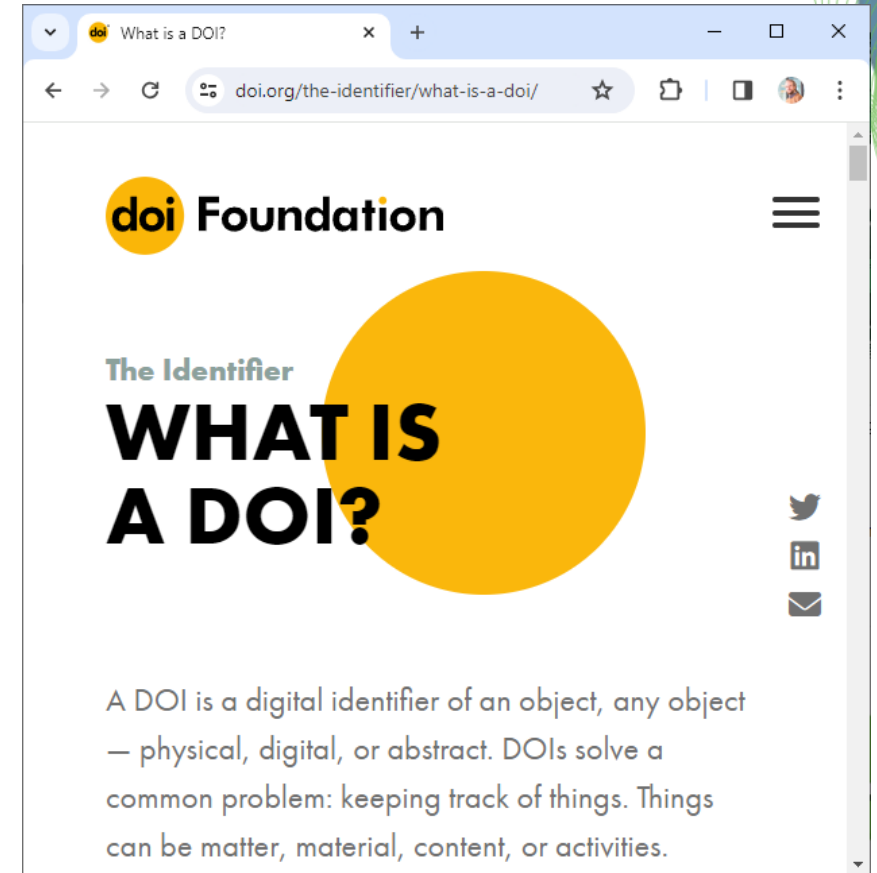 doi What is a DOI?
doi.org/the-identifier/what-is-a-doi/
doi Foundation
The Identifier
WHAT IS
A DOI?
in
A DOI is a digital identifier of an object, any object
— physical, digital, or abstract. DOIs solve a
common problem: keeping track of things. Things
can be matter, material, content, or activities.